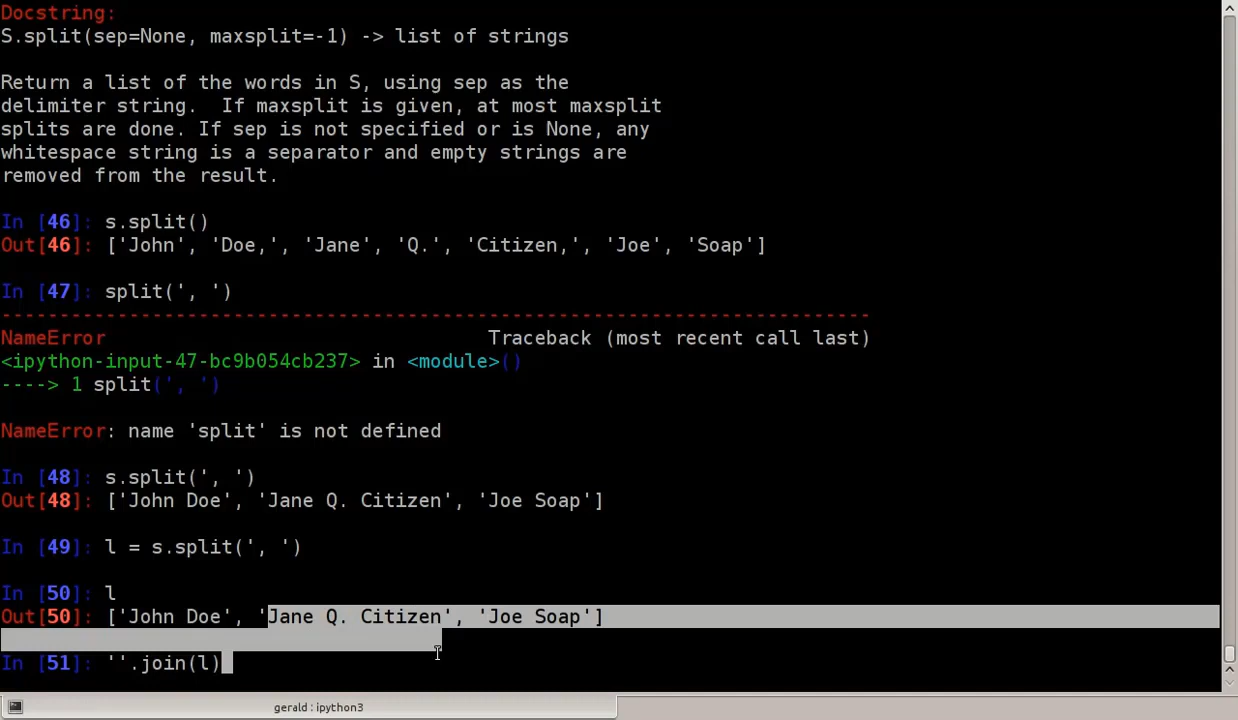 Docstring:
S.split(sep=None, maxsplit=-1) -> list of strings
Return a list of the words in S, using sep as the
delimiter string.  If maxsplit is given, at most maxsplit
splits are done. If sep is not specified or is None, any
whitespace string is a separator and empty strings are
removed from the result.
In [46]: s.split()
Out[46]: ['John', 'Doe,', 'Jane', 'Q.', 'Citizen,', 'Joe', 'Soap']
In [47]: split(', ')
---------------------------------------------------------------------------
NameError                                 Traceback (most recent call last)
<ipython-input-47-bc9b054cb237> in <module>()
----> 1 split(', ')
NameError: name 'split' is not defined
In [48]: s.split(', ')
Out[48]: ['John Doe', 'Jane Q. Citizen', 'Joe Soap']
In [49]: l = s.split(', ')
In [50]: l
Out[50]: ['John Doe', 'Jane Q. Citizen', 'Joe Soap']
In [51]: ''.join(l)
gerald : ipython3